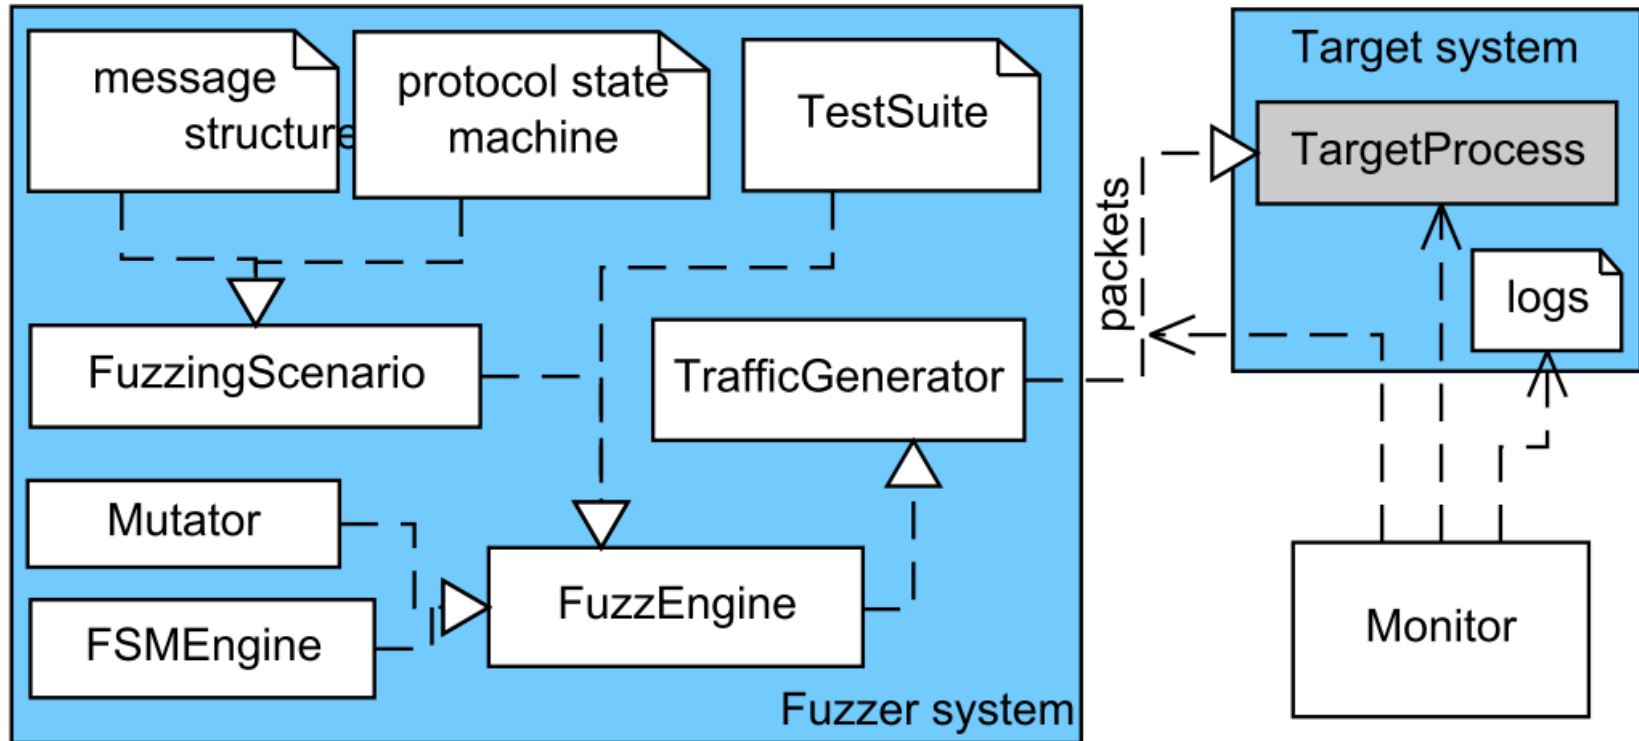 message
structure
protocol state
machine
TestSuite
Target system
TargetProcess
packets
logs
FuzzingScenario
TrafficGenerator
Mutator
FuzzEngine
FSMEngine
Monitor
Fuzzer system